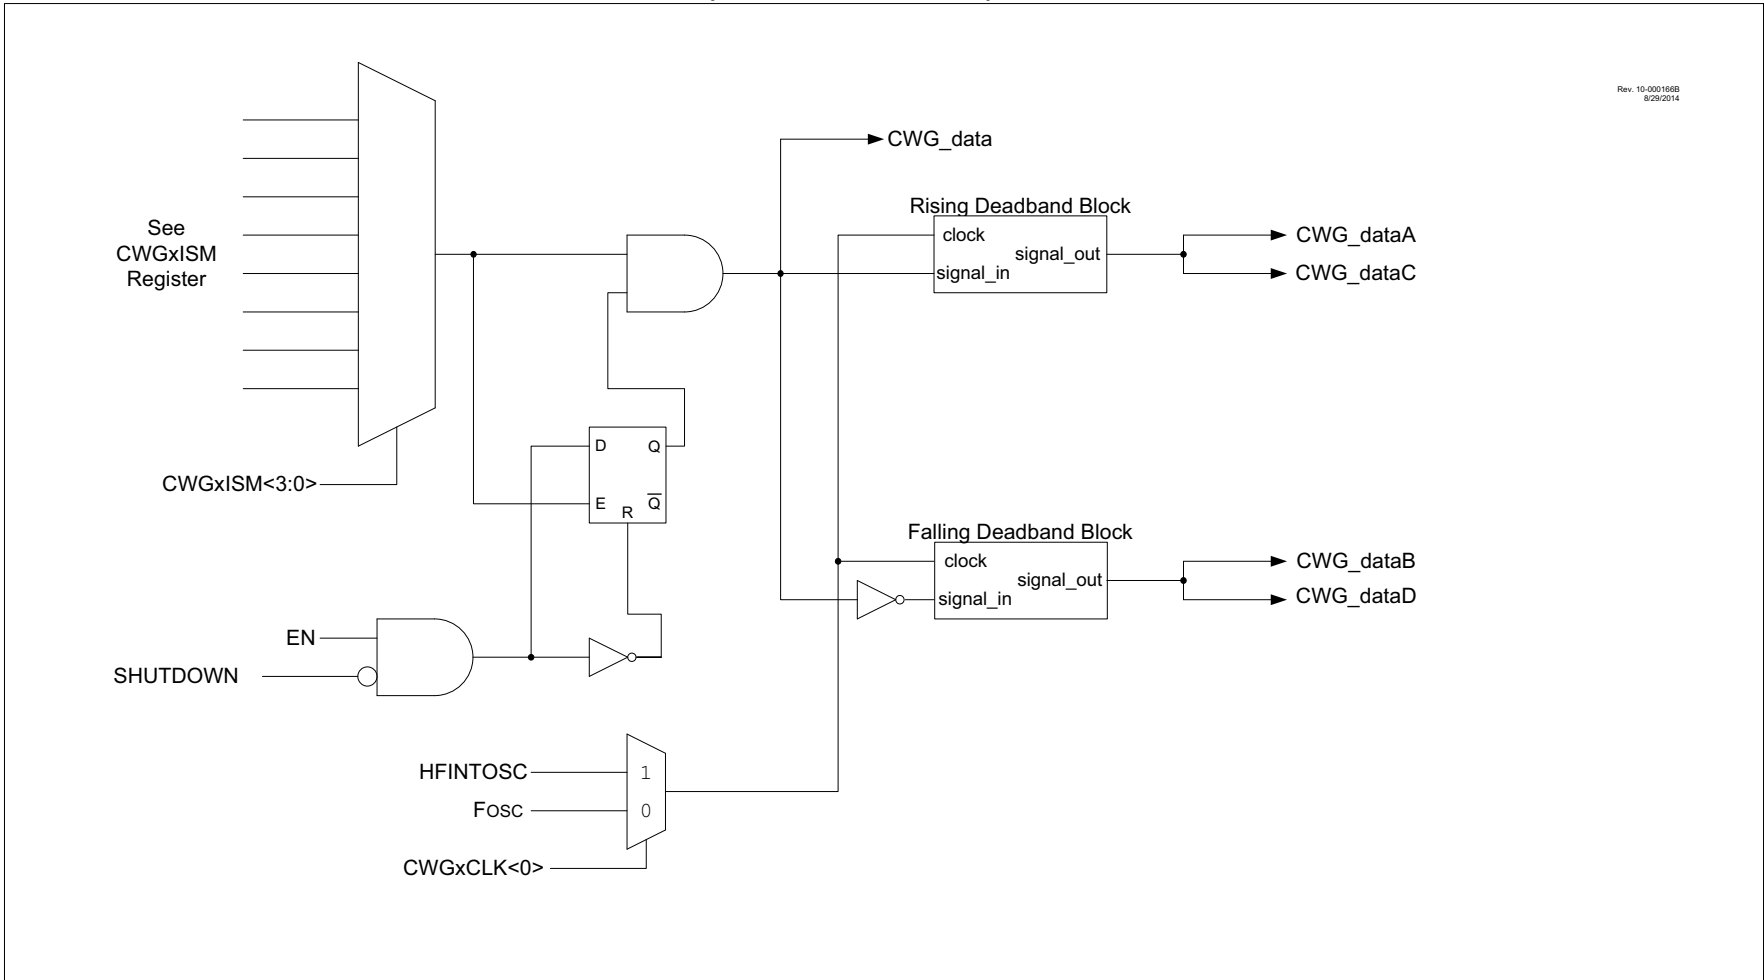 Rev. 10-000166B
8/29/2014
CWG_data
Rising Deadband Block
clock
signal_out
signal_in
CWG_dataA
CWG_dataC
See
CWGxISM
Register
D
Q
E
R
Q̅
CWGxISM<3:0>
Falling Deadband Block
clock
signal_out
signal_in
CWG_dataB
CWG_dataD
EN
SHUTDOWN
HFINTOSC
1
FOSC
0
CWGxCLK<0>